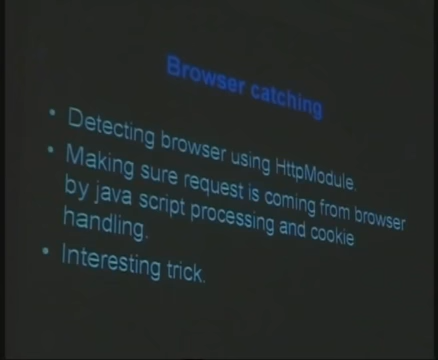 Browser catching
• Detecting browser using HttpModule.
• Making sure request is coming from browser
by java script processing and cookie
handling.
• Interesting trick.